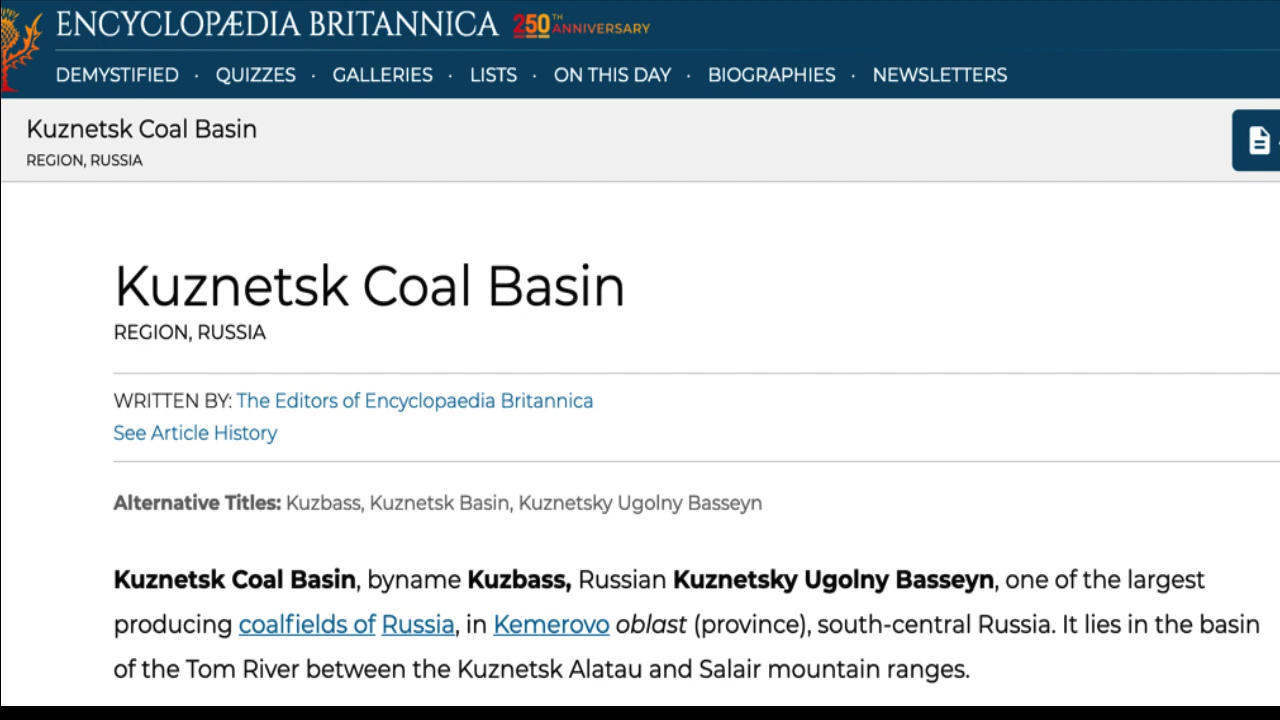 ENCYCLOPÆDIA BRITANNICA 250TH ANNIVERSARY
DEMYSTIFIED · QUIZZES · GALLERIES · LISTS · ON THIS DAY · BIOGRAPHIES · NEWSLETTERS
Kuznetsk Coal Basin
REGION, RUSSIA
Kuznetsk Coal Basin
REGION, RUSSIA
WRITTEN BY: The Editors of Encyclopaedia Britannica
See Article History
Alternative Titles: Kuzbass, Kuznetsk Basin, Kuznetsky Ugolny Basseyn
Kuznetsk Coal Basin, byname Kuzbass, Russian Kuznetsky Ugolny Basseyn, one of the largest
producing coalfields of Russia, in Kemerovo oblast (province), south-central Russia. It lies in the basin
of the Tom River between the Kuznetsk Alatau and Salair mountain ranges.